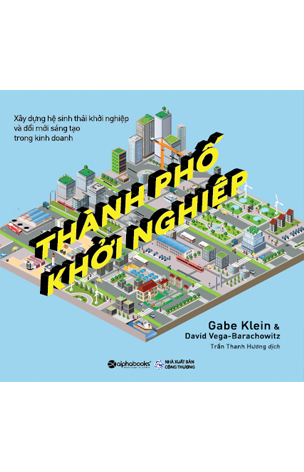 Xây dựng hệ sinh thái khởi nghiệp
và đổi mới sáng tạo
trong kinh doanh
THÀNH PHỐ
KHỞI NGHIỆP
Gabe Klein &
David Vega-Barachowitz
Trần Thanh Hương dịch
alphabooks
NHÀ XUẤT BẢN
CÔNG THƯƠNG